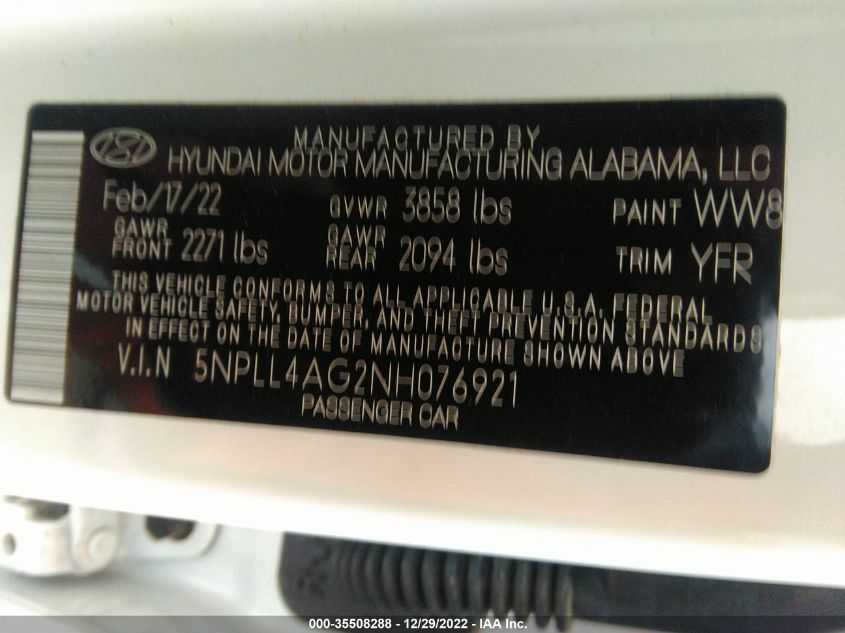 MANUFACTURED BY
HYUNDAI MOTOR MANUFACTURING ALABAMA, LLC
Feb/17/22 GVWR 3858 lbs PAINT WW8
GAWR FRONT 2271 lbs GAWR REAR 2094 lbs TRIM YFR
THIS VEHICLE CONFORMS TO ALL APPLICABLE U.S.A. FEDERAL
MOTOR VEHICLE SAFETY, BUMPER, AND THEFT PREVENTION STANDARDS
IN EFFECT ON THE DATE OF MANUFACTURE SHOWN ABOVE
V.I.N 5NPLL4AG2NH076921
PASSENGER CAR
000-35508288 - 12/29/2022 - IAA Inc.